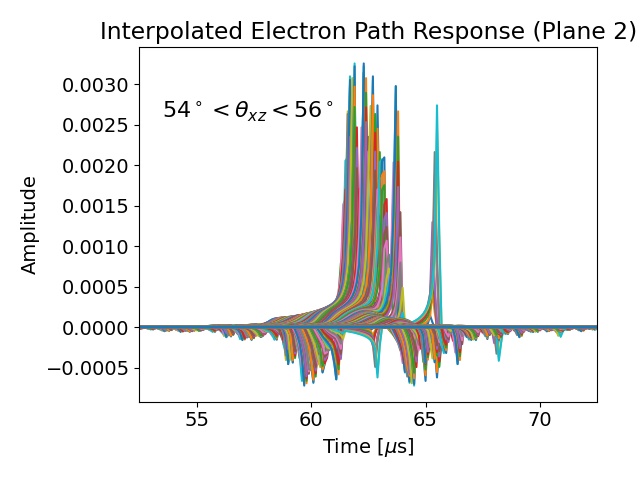 Interpolated Electron Path Response (Plane 2)
54° < θxz < 56°
Amplitude
0.0030
0.0025
0.0020
0.0015
0.0010
0.0005
0.0000
−0.0005
55 60 65 70
Time [μs]